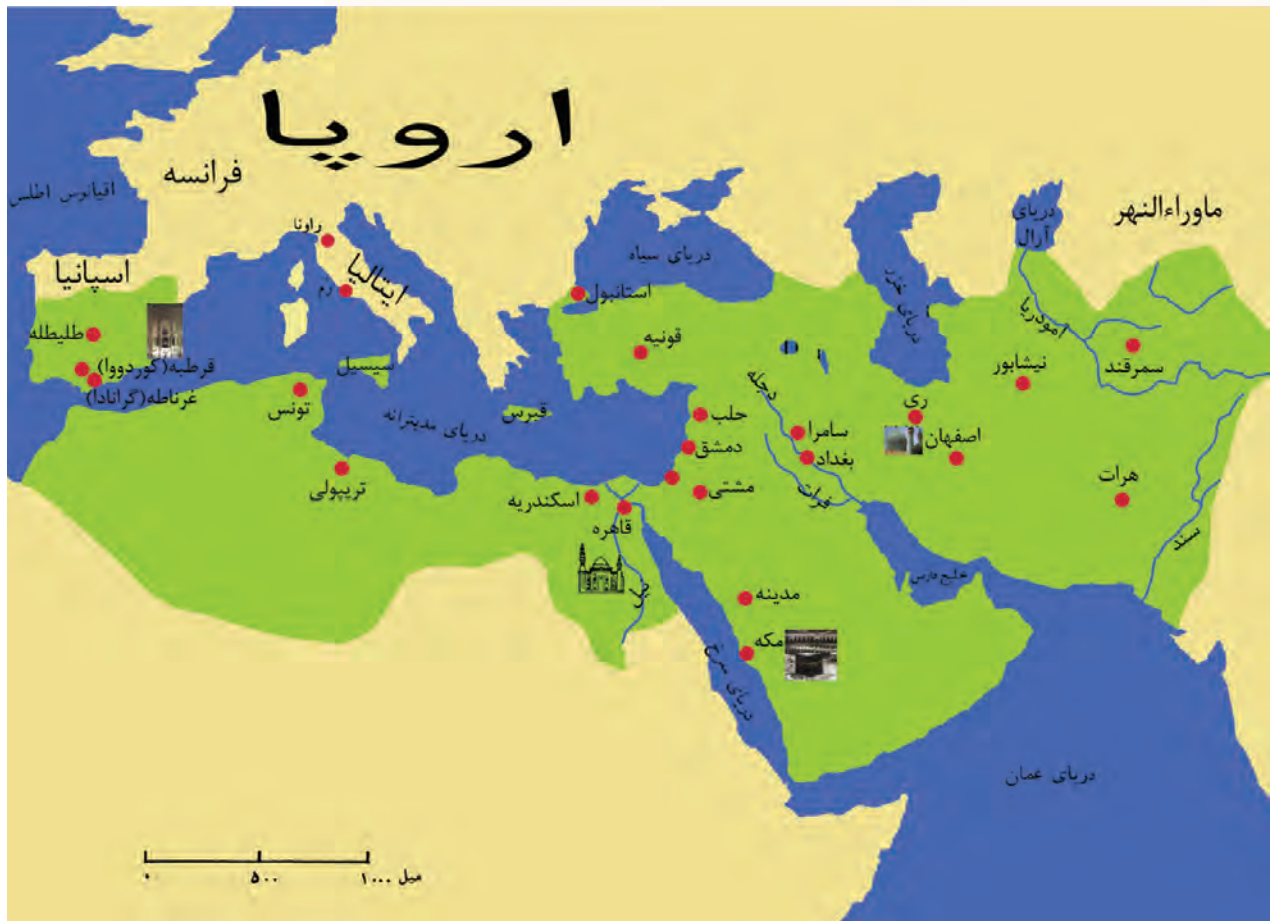 اروپا
فرانسه
اقیانوس اطلس
ماوراءالنهر
دریای
آرال
راونا
ایتالیا
رم
اسپانیا
دریای سیاه
دریای خزر
استانبول
آمودریا
طلیطله
قونیه
سمرقند
نیشابور
قرطبه(کوردووا)
غرناطه(گرانادا)
سیسیل
تونس
قبرس
دریای مدیترانه
دجله
حلب
ری
سامرا
اصفهان
دمشق
بغداد
تریپولی
اسکندریه
مشتی
فرات
هرات
سند
قاهره
نیل
خلیج فارس
مدینه
مکه
دریای سرخ
دریای عمان
۰۰ ۵۰۰ ۱۰۰۰ میل